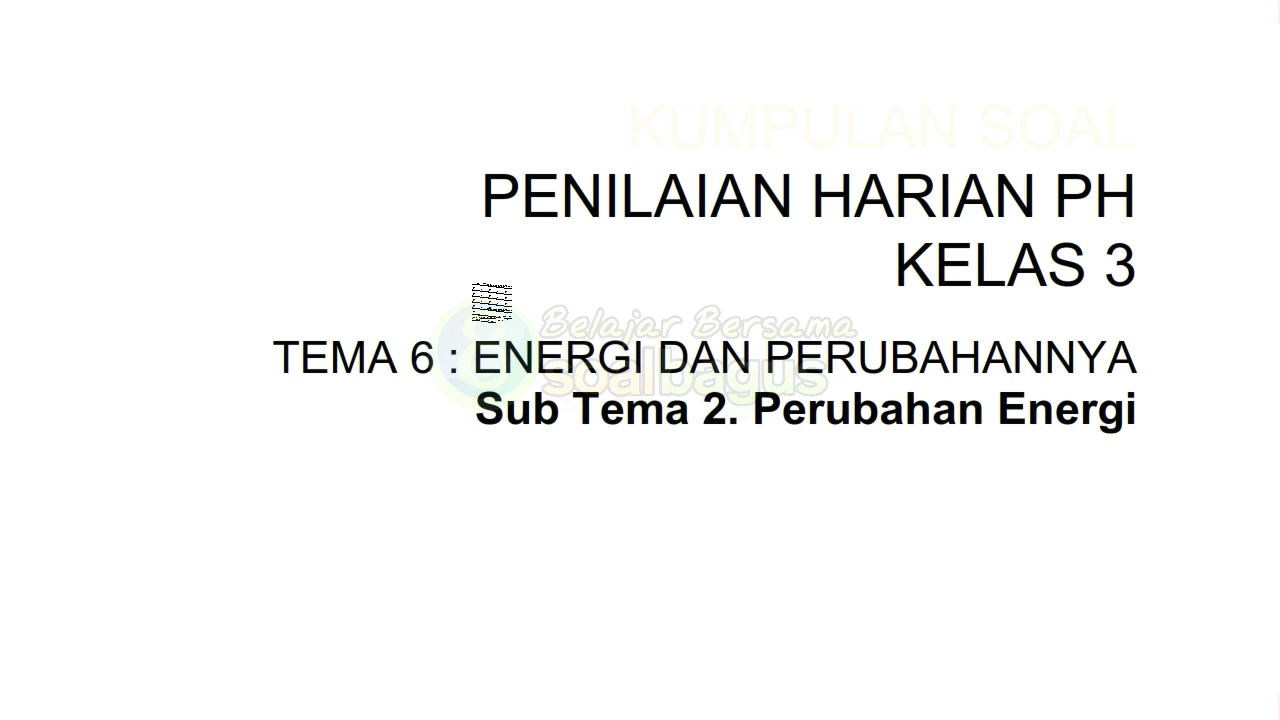 KUMPULAN SOAL
PENILAIAN HARIAN PH
KELAS 3
Belajar Bersama
TEMA 6 : ENERGI DAN PERUBAHANNYA
soalbagus
Sub Tema 2. Perubahan Energi